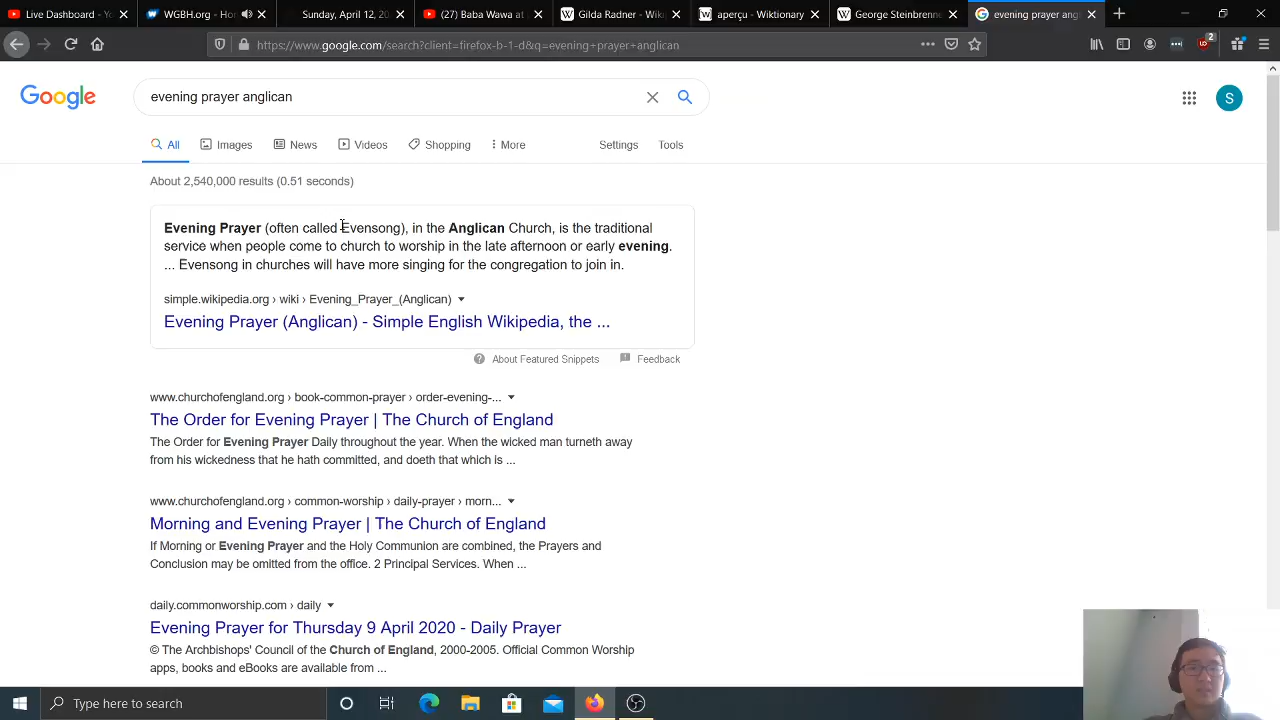 Live Dashboard - Yo
WGBH.org - Ho
Sunday, April 12, 20
(27) Baba Wawa at s
Gilda Radner - Wiki
aperçu - Wiktionary
George Steinbrenne
evening prayer ang
https://www.google.com/search?client=firefox-b-1-d&q=evening+prayer+anglican
2
Google
evening prayer anglican
S
All
Images
News
Videos
Shopping
More
Settings
Tools
About 2,540,000 results (0.51 seconds)
Evening Prayer (often called Evensong), in the Anglican Church, is the traditional
service when people come to church to worship in the late afternoon or early evening.
... Evensong in churches will have more singing for the congregation to join in.
simple.wikipedia.org › wiki › Evening_Prayer_(Anglican)
Evening Prayer (Anglican) - Simple English Wikipedia, the ...
About Featured Snippets
Feedback
www.churchofengland.org › book-common-prayer › order-evening-...
The Order for Evening Prayer | The Church of England
The Order for Evening Prayer Daily throughout the year. When the wicked man turneth away
from his wickedness that he hath committed, and doeth that which is ...
www.churchofengland.org › common-worship › daily-prayer › morn...
Morning and Evening Prayer | The Church of England
If Morning or Evening Prayer and the Holy Communion are combined, the Prayers and
Conclusion may be omitted from the office. 2 Principal Services. When ...
daily.commonworship.com › daily
Evening Prayer for Thursday 9 April 2020 - Daily Prayer
© The Archbishops' Council of the Church of England, 2000-2005. Official Common Worship
apps, books and eBooks are available from ...
Type here to search